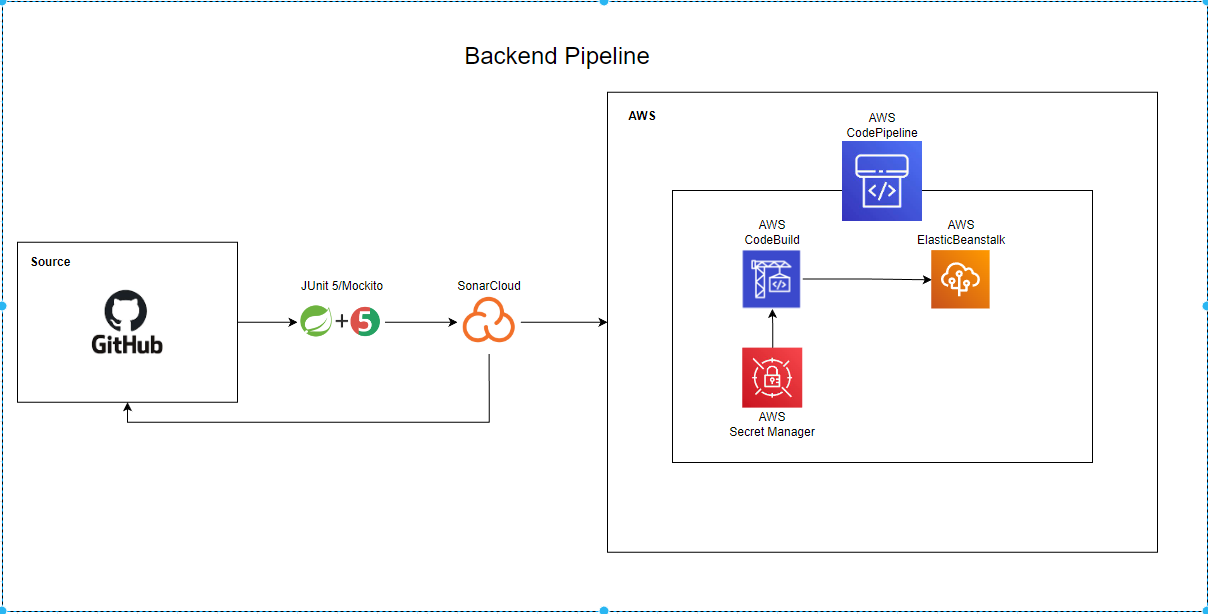 Backend Pipeline
AWS
AWS
CodePipeline
AWS
CodeBuild
AWS
ElasticBeanstalk
Source
GitHub
JUnit 5/Mockito
+
5
SonarCloud
AWS
Secret Manager